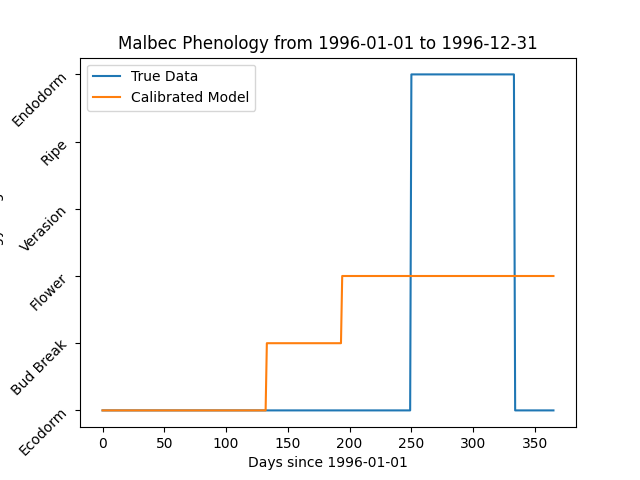 Malbec Phenology from 1996-01-01 to 1996-12-31
True Data
Calibrated Model
Endodorm
Ripe
Verasion
Flower
Bud Break
Ecodorm
0 50 100 150 200 250 300 350
Days since 1996-01-01